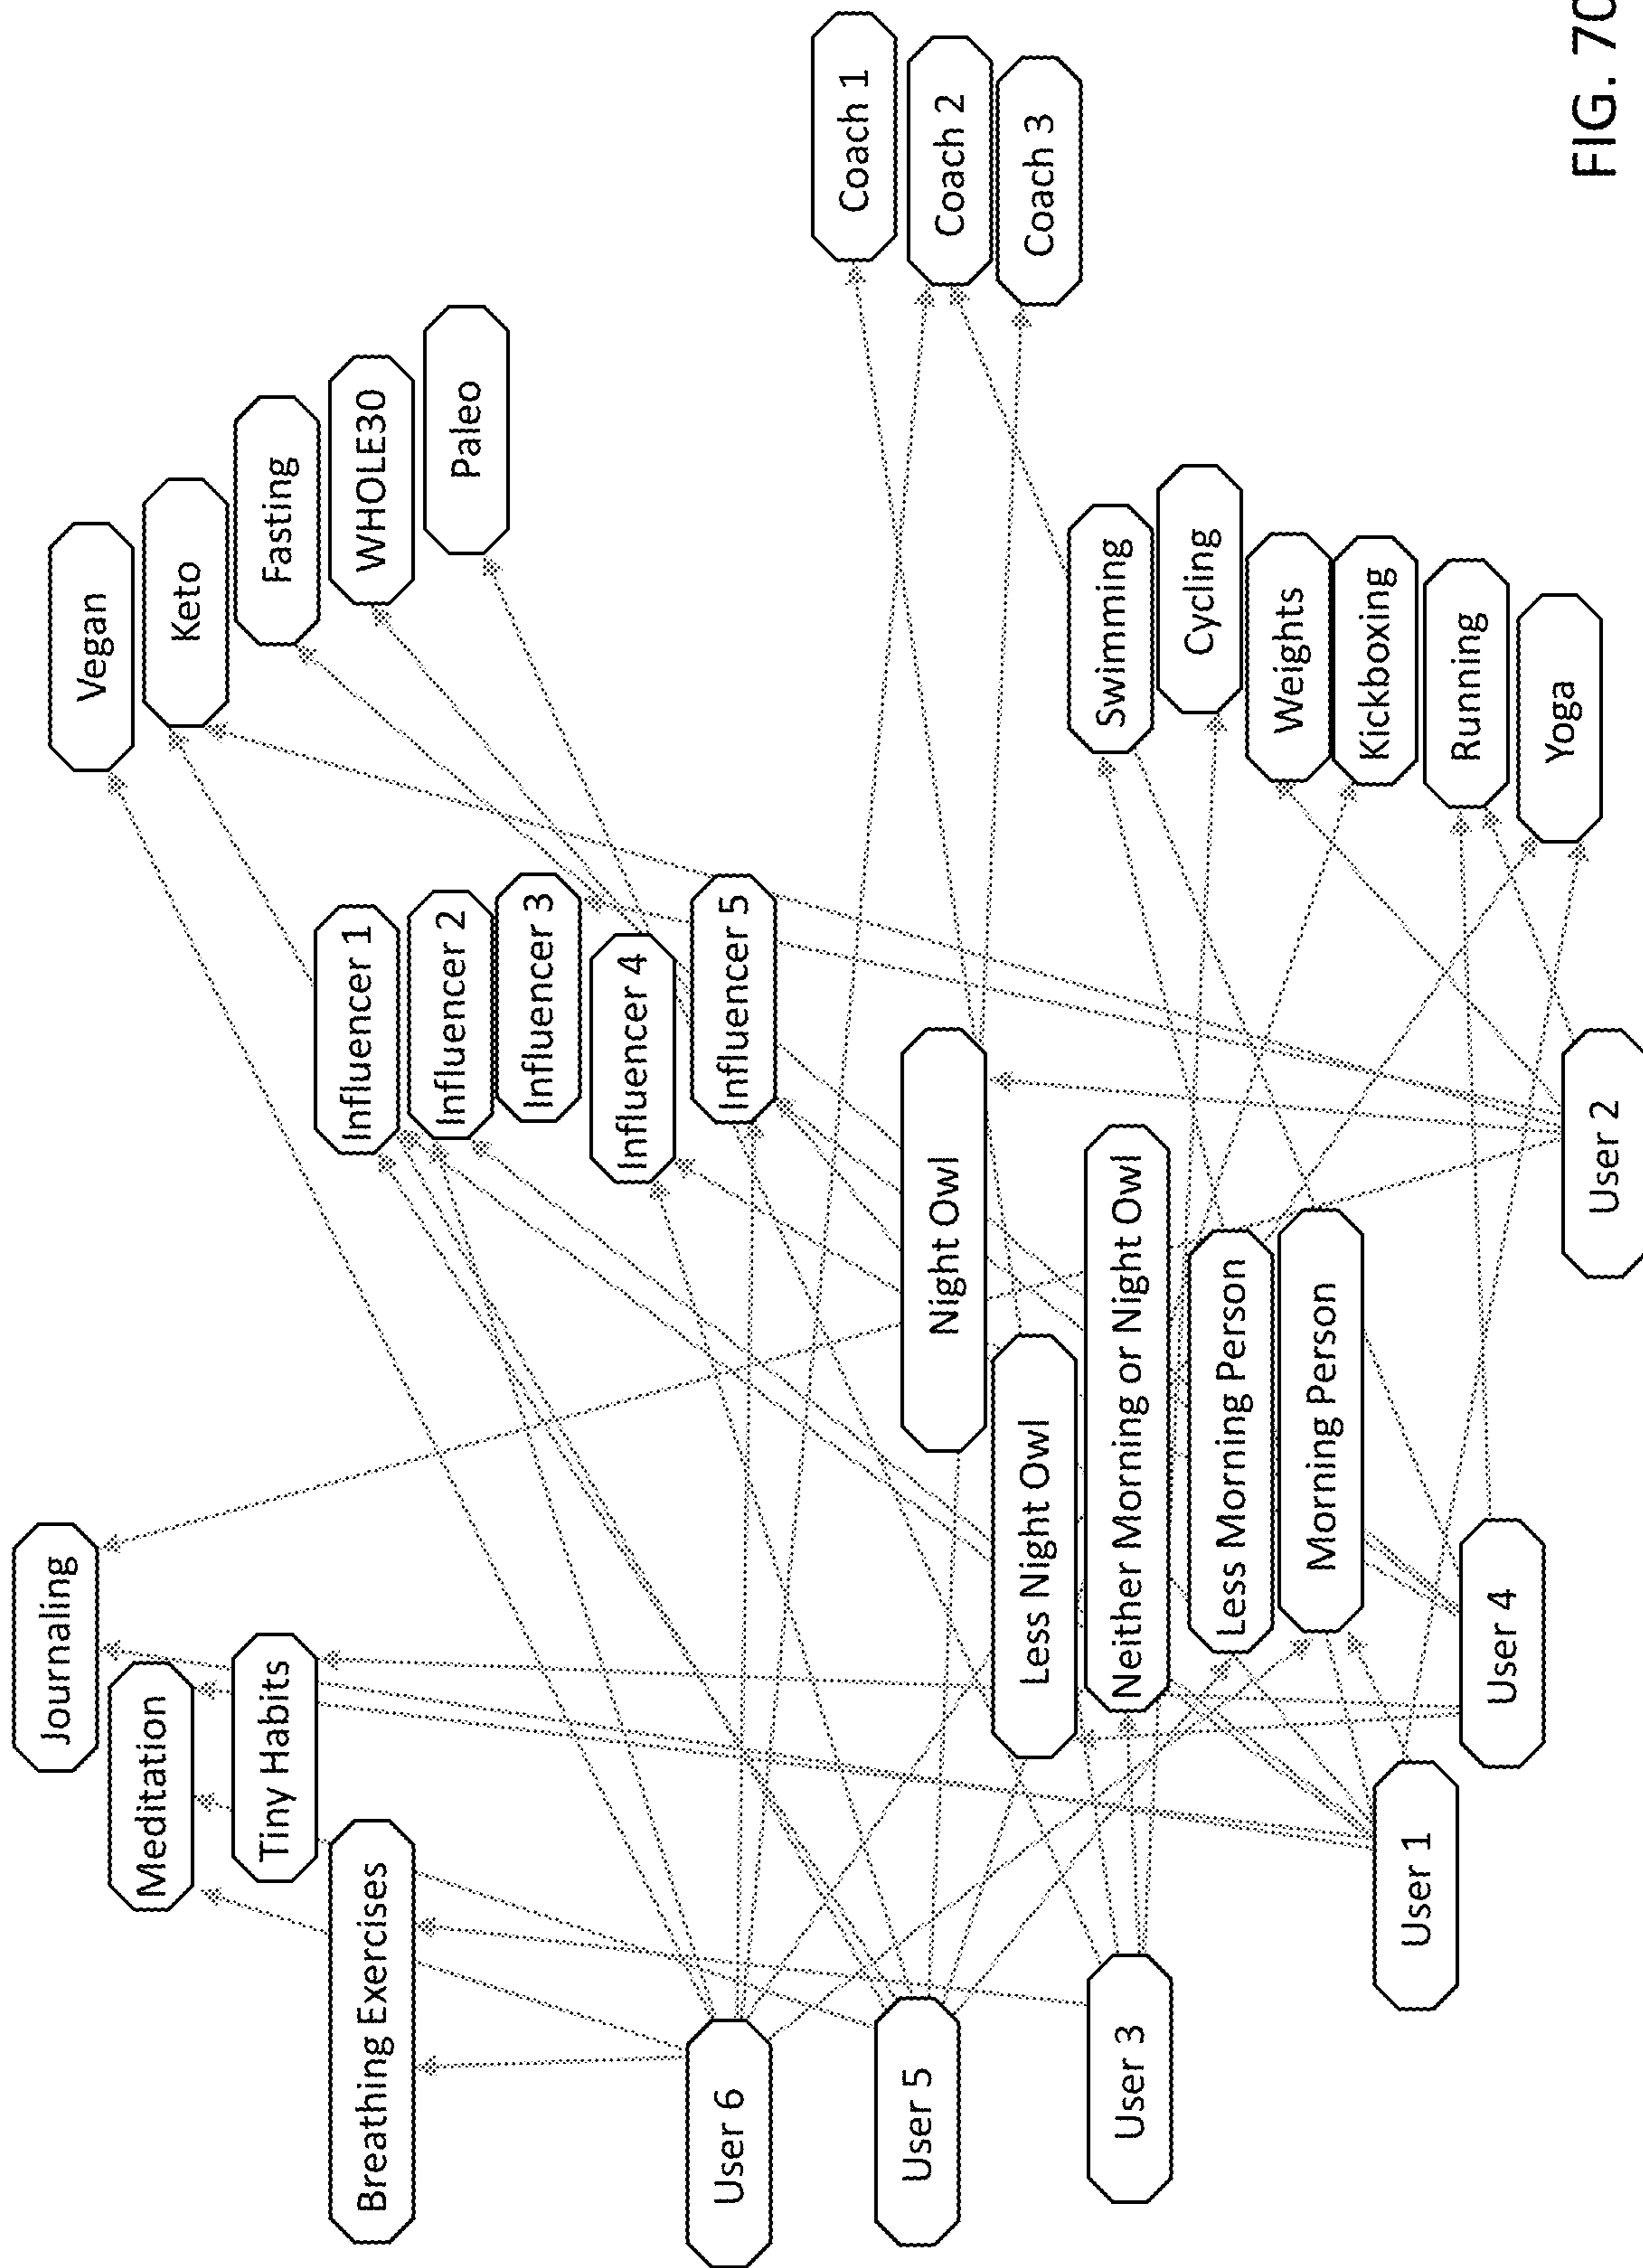 Journaling
Meditation
Tiny Habits
Breathing Exercises
Vegan
Keto
Fasting
WHOLE30
Paleo
Influencer 1
Influencer 2
Influencer 3
Influencer 4
Influencer 5
User 6
User 5
User 3
User 1
User 4
User 2
Night Owl
Less Night Owl
Neither Morning or Night Owl
Less Morning Person
Morning Person
Coach 1
Coach 2
Coach 3
Swimming
Cycling
Weights
Kickboxing
Running
Yoga
FIG. 70